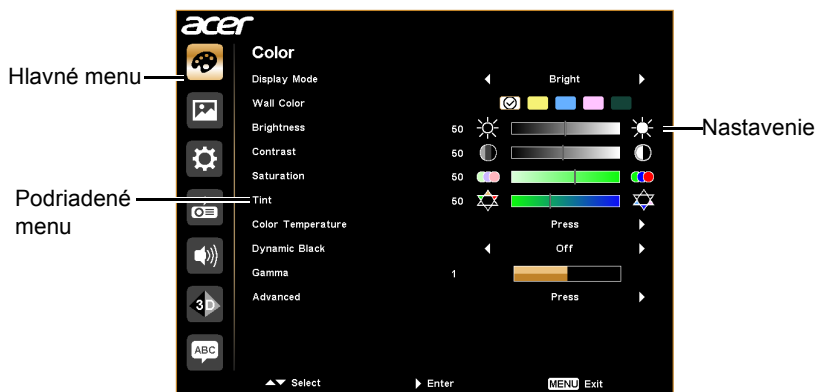 acer
Color
Hlavné menu
Display Mode Bright
Wall Color
Brightness 50
Nastavenie
Contrast 50
Saturation 50
Podriadené
menu
Tint 50
Color Temperature Press
Dynamic Black Off
Gamma 1
Advanced Press
3D
ABC
Select Enter MENU Exit